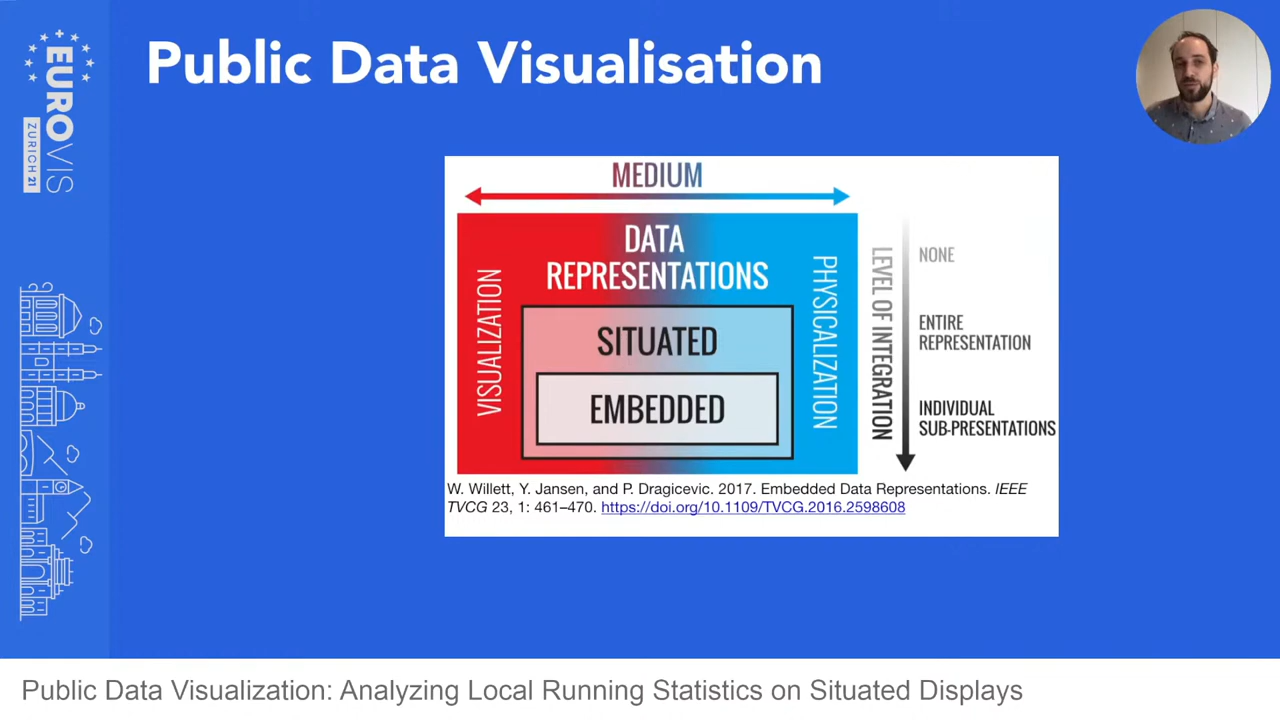 EUROVIS
ZURICH 21
Public Data Visualisation
MEDIUM
DATA
REPRESENTATIONS
VISUALIZATION
PHYSICALIZATION
SITUATED
EMBEDDED
LEVEL OF INTEGRATION
NONE
ENTIRE
REPRESENTATION
INDIVIDUAL
SUB-PRESENTATIONS
W. Willett, Y. Jansen, and P. Dragicevic. 2017. Embedded Data Representations. IEEE
TVCG 23, 1: 461–470. https://doi.org/10.1109/TVCG.2016.2598608
Public Data Visualization: Analyzing Local Running Statistics on Situated Displays